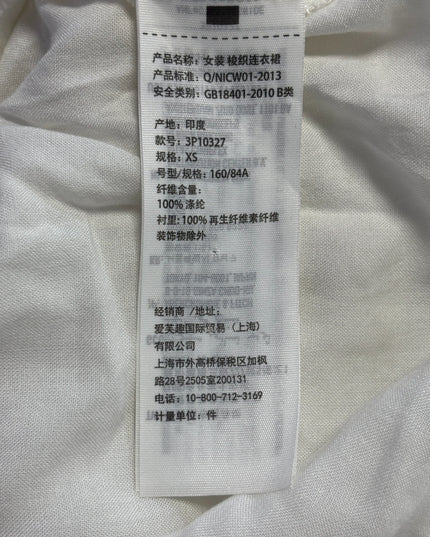 产品名称：女装 梭织连衣裙
产品标准：Q/NICW01-2013
安全类别：GB18401-2010 B类
产地：印度
款号：3P10327
规格：XS
号型/规格：160/84A
纤维含量：
100% 涤纶
衬里: 100% 再生纤维素纤维
装饰物除外
经销商 /地址：
爱芙趣国际贸易（上海）
有限公司
上海市外高桥保税区加枫
路28号2505室200131
电话：10-800-712-3169
计量单位：件